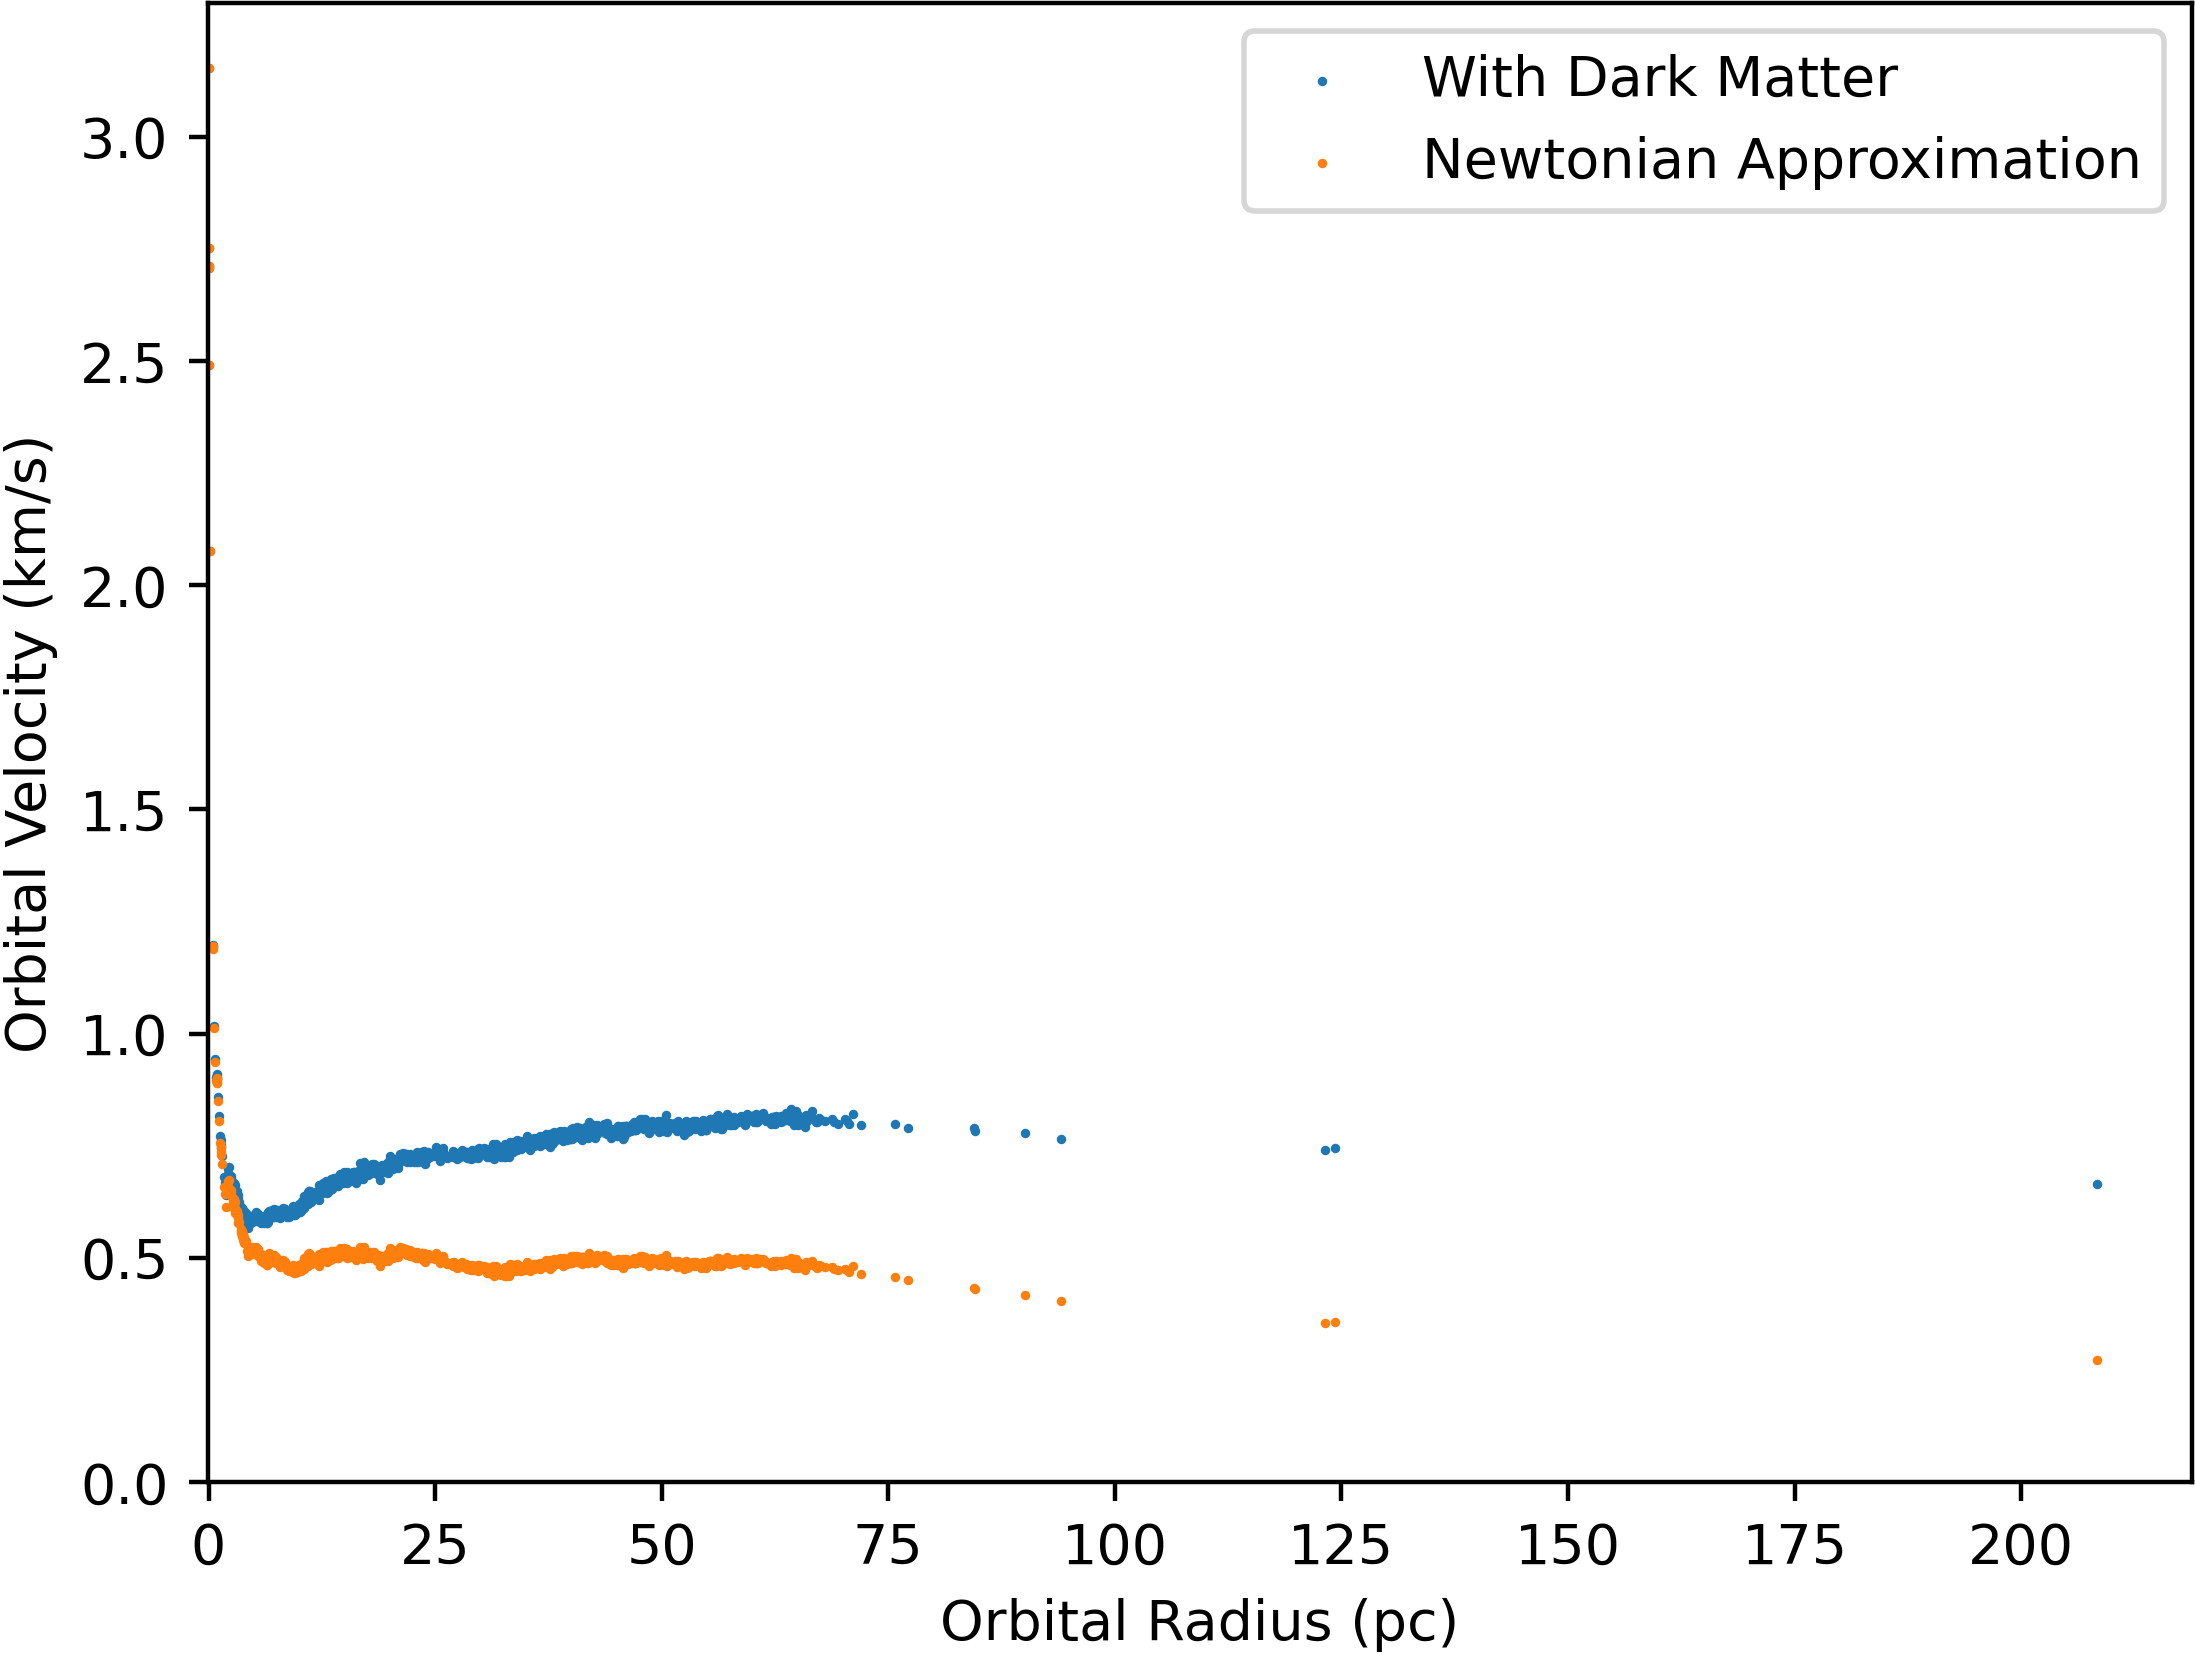 With Dark Matter
Newtonian Approximation
3.0
2.5
2.0
1.5
1.0
0.5
0.0
Orbital Velocity (km/s)
0 25 50 75 100 125 150 175 200
Orbital Radius (pc)